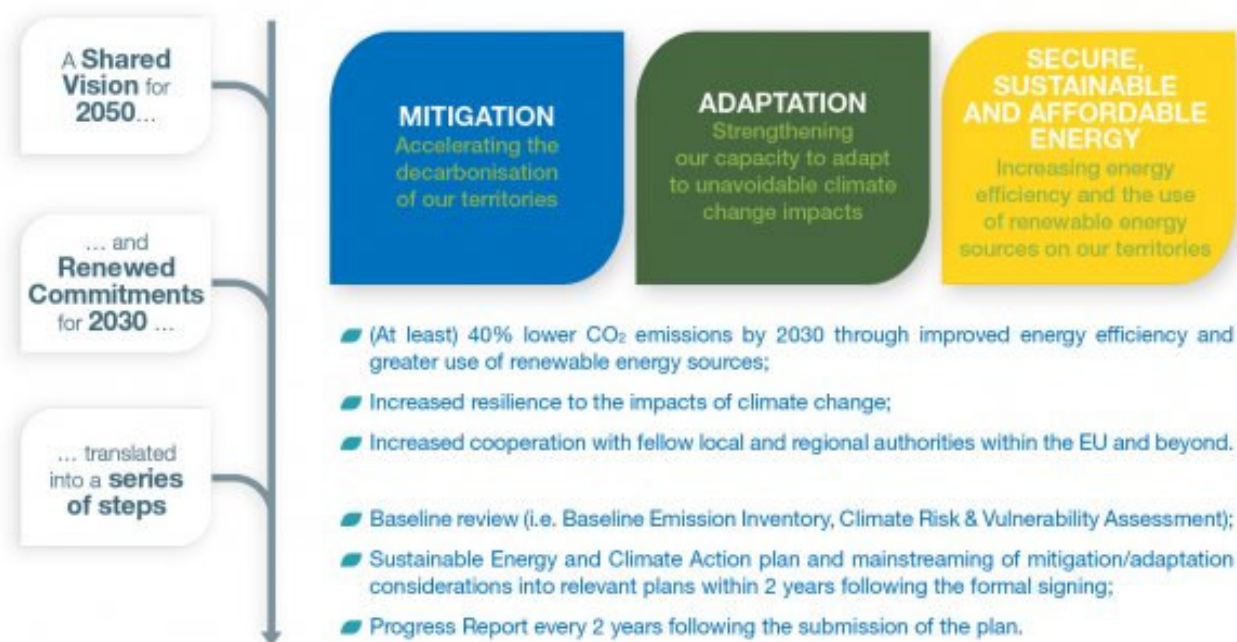 A Shared
Vision for
2050...
MITIGATION
Accelerating the
decarbonisation
of our territories
ADAPTATION
Strengthening
our capacity to adapt
to unavoidable climate
change impacts
SECURE,
SUSTAINABLE
AND AFFORDABLE
ENERGY
Increasing energy
efficiency and the use
of renewable energy
sources on our territories
... and
Renewed
Commitments
for 2030 ...
(At least) 40% lower CO₂ emissions by 2030 through improved energy efficiency and
greater use of renewable energy sources;
Increased resilience to the impacts of climate change;
Increased cooperation with fellow local and regional authorities within the EU and beyond.
... translated
into a series
of steps
Baseline review (i.e. Baseline Emission Inventory, Climate Risk & Vulnerability Assessment);
Sustainable Energy and Climate Action plan and mainstreaming of mitigation/adaptation
considerations into relevant plans within 2 years following the formal signing;
Progress Report every 2 years following the submission of the plan.